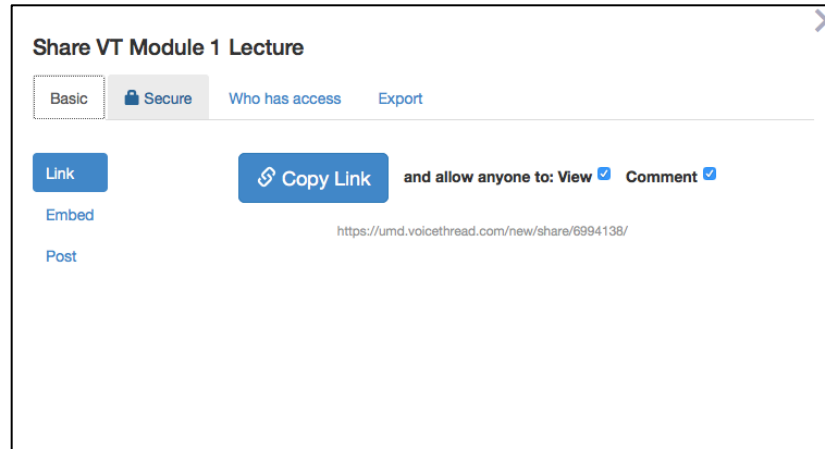 Share VT Module 1 Lecture
Basic Secure Who has access Export
Link Copy Link and allow anyone to: View Comment
Embed https://umd.voicethread.com/new/share/6994138/
Post